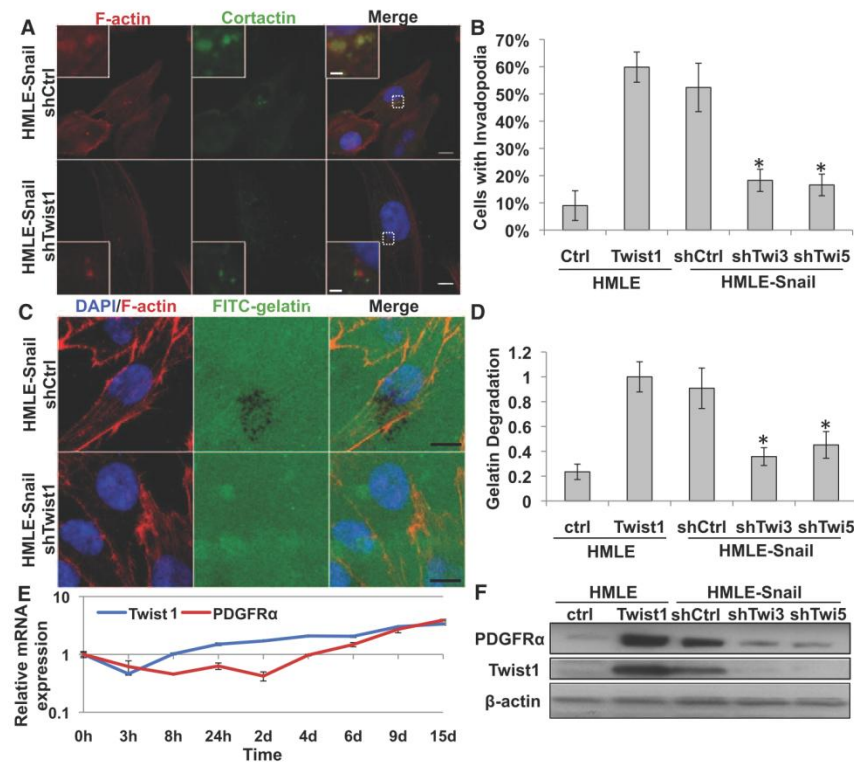 A
F-actin Cortactin Merge
HMLE-Snail
shCtrl
HMLE-Snail
shTwist1
B
Cells with Invadopodia
70%
60%
50%
40%
30%
20%
10%
0%
* *
Ctrl Twist1 shCtrl shTwi3 shTwi5
HMLE HMLE-Snail
C
DAPI/F-actin FITC-gelatin Merge
HMLE-Snail
shCtrl
HMLE-Snail
shTwist1
D
Gelatin Degradation
1.2
1
0.8
0.6
0.4
0.2
0
* *
ctrl Twist1 shCtrl shTwi3 shTwi5
HMLE HMLE-Snail
E
Relative mRNA
expression
10
1
0.1
Twist 1 PDGFRα
0h 3h 8h 24h 2d 4d 6d 9d 15d
Time
F
HMLE HMLE-Snail
ctrl Twist1 shCtrl shTwi3 shTwi5
PDGFRα
Twist1
β-actin